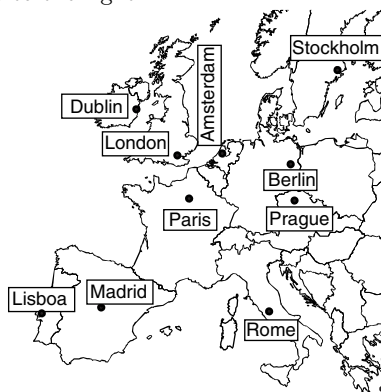 Stockholm
Amsterdam
Dublin
London
Berlin
Paris
Prague
Lisboa
Madrid
Rome